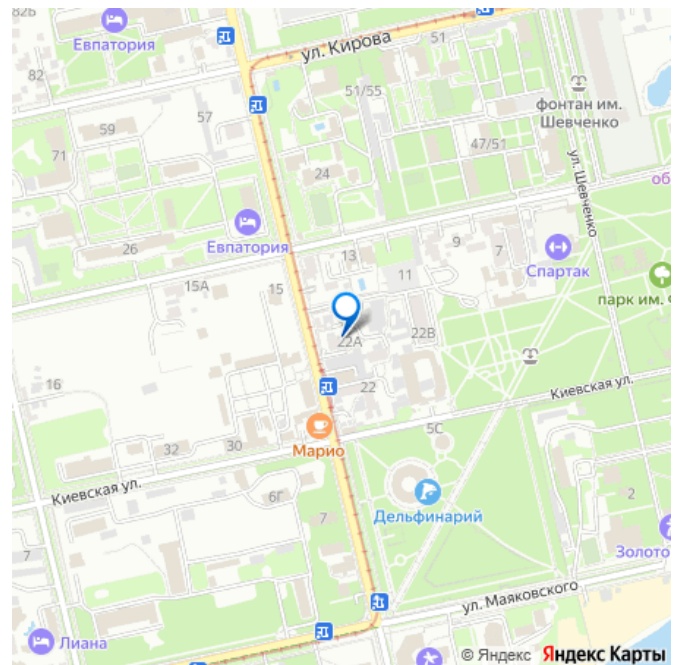 82Б
Евпатория
ул. Кирова
51
82
51/55
фонтан им.
Шевченко
59
57
47/51
71
24
ул. Шевченко
об
Евпатория
26
13
9
7
11
Спартак
15А
15
парк им. Ф
22А
22В
16
22
Киевская ул.
5С
32
30
Марио
Киевская ул.
6Г
7
Дельфинарий
2
7
Золото
ул. Маяковского
Лиана
© Яндекс Яндекс Карты